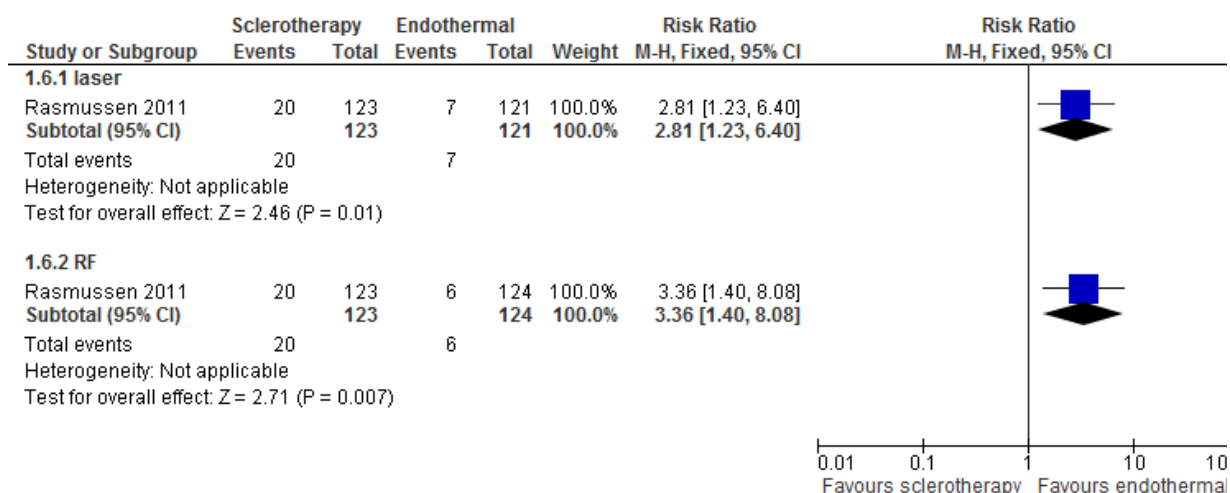 Sclerotherapy Endothermal Risk Ratio Risk Ratio
Study or Subgroup Events Total Events Total Weight M-H, Fixed, 95% CI M-H, Fixed, 95% CI
1.6.1 laser
Rasmussen 2011 20 123 7 121 100.0% 2.81 [1.23, 6.40]
Subtotal (95% CI) 123 121 100.0% 2.81 [1.23, 6.40]
Total events 20 7
Heterogeneity: Not applicable
Test for overall effect: Z = 2.46 (P = 0.01)
1.6.2 RF
Rasmussen 2011 20 123 6 124 100.0% 3.36 [1.40, 8.08]
Subtotal (95% CI) 123 124 100.0% 3.36 [1.40, 8.08]
Total events 20 6
Heterogeneity: Not applicable
Test for overall effect: Z = 2.71 (P = 0.007)
0.01 0.1 1 10
Favours sclerotherapy Favours endothermal